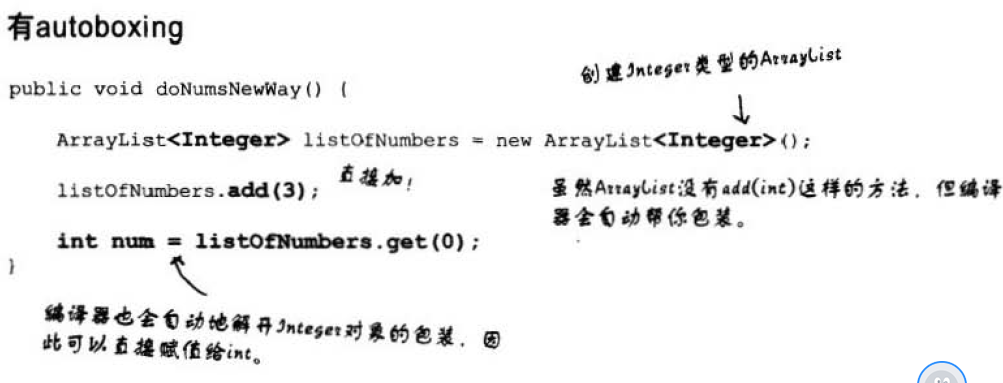 有autoboxing
创建Integer类型的ArrayList
public void doNumsNewWay() {
ArrayList<Integer> listOfNumbers = new ArrayList<Integer>();
listOfNumbers.add(3);
直接加!
虽然ArrayList没有add(int)这样的方法，但编译
器会自动帮你包装。
int num = listOfNumbers.get(0);
}
编译器也会自动地解开Integer对象的包装，因
此可以直接赋值给int。